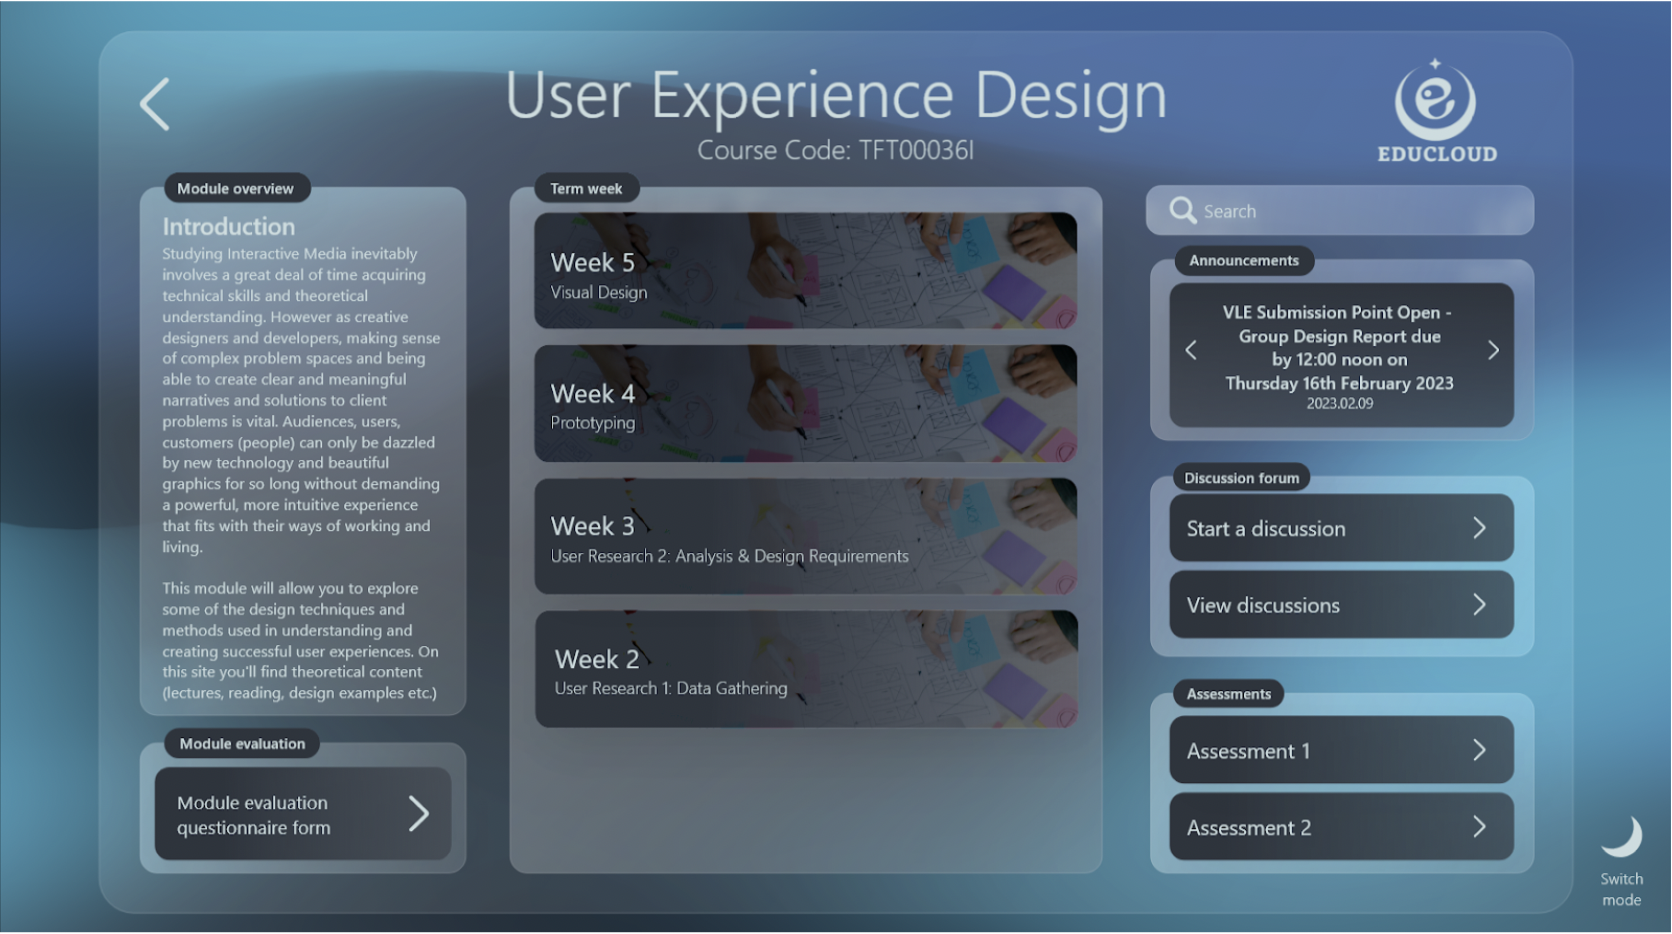 User Experience Design
Course Code: TFT00036I
EDUCLOUD
Module overview
Introduction
Studying Interactive Media inevitably
involves a great deal of time acquiring
technical skills and theoretical
understanding. However as creative
designers and developers, making sense
of complex problem spaces and being
able to create clear and meaningful
narratives and solutions to client
problems is vital. Audiences, users,
customers (people) can only be dazzled
by new technology and beautiful
graphics for so long without demanding
a powerful, more intuitive experience
that fits with their ways of working and
living.
This module will allow you to explore
some of the design techniques and
methods used in understanding and
creating successful user experiences. On
this site you'll find theoretical content
(lectures, reading, design examples etc.)
Module evaluation
Module evaluation
questionnaire form
Term week
Week 5
Visual Design
Week 4
Prototyping
Week 3
User Research 2: Analysis & Design Requirements
Week 2
User Research 1: Data Gathering
Search
Announcements
VLE Submission Point Open -
Group Design Report due
by 12:00 noon on
Thursday 16th February 2023
2023.02.09
Discussion forum
Start a discussion
View discussions
Assessments
Assessment 1
Assessment 2
Switch
mode